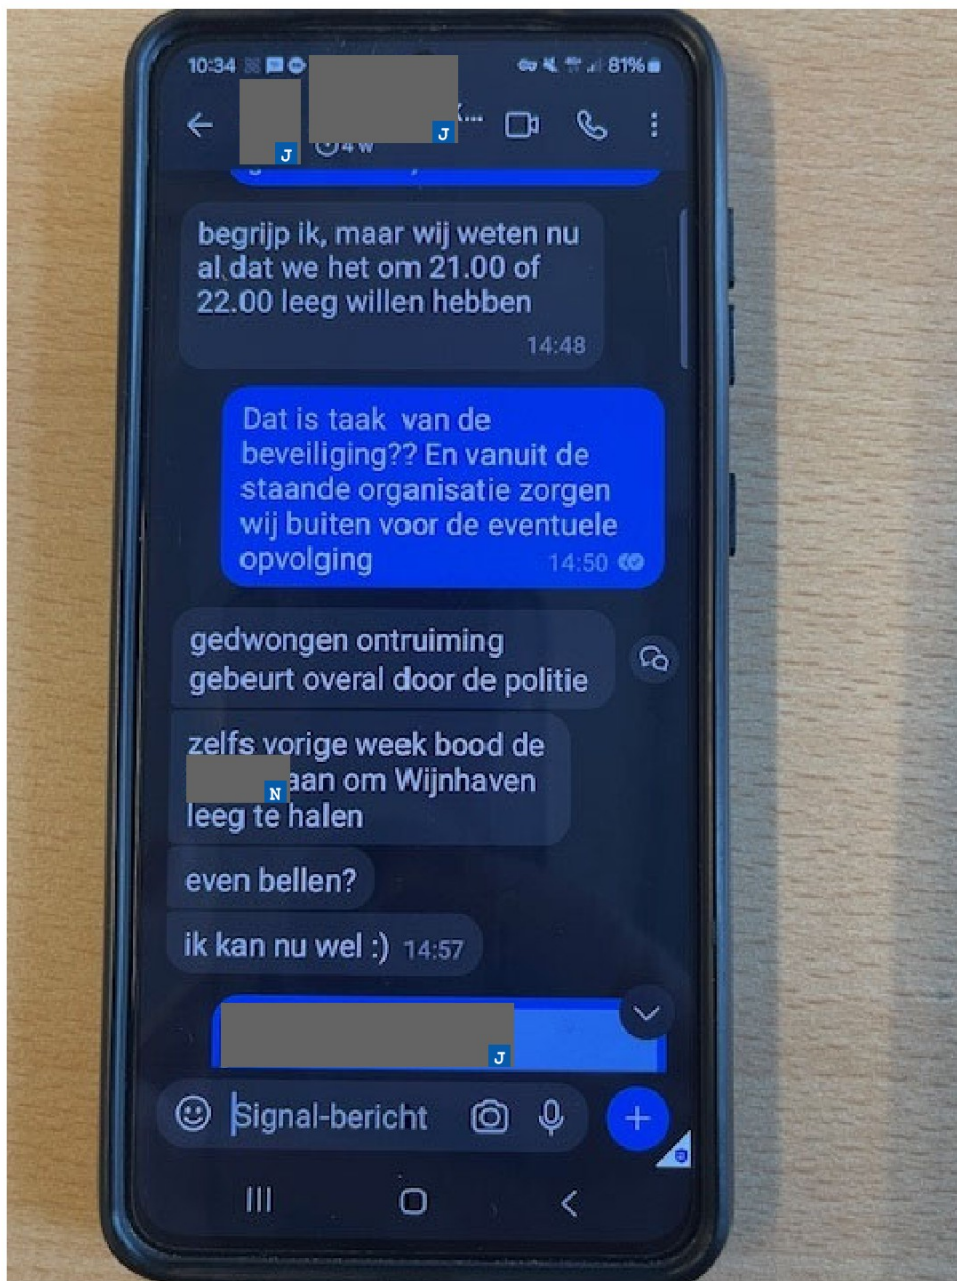 10:34
81%
J
J
K...
4 w
begrijp ik, maar wij weten nu
al dat we het om 21.00 of
22.00 leeg willen hebben
14:48
Dat is taak van de
beveiliging?? En vanuit de
staande organisatie zorgen
wij buiten voor de eventuele
opvolging
14:50
gedwongen ontruiming
gebeurt overal door de politie
zelfs vorige week bood de
N aan om Wijnhaven
leeg te halen
even bellen?
ik kan nu wel :) 14:57
J
Signal-bericht